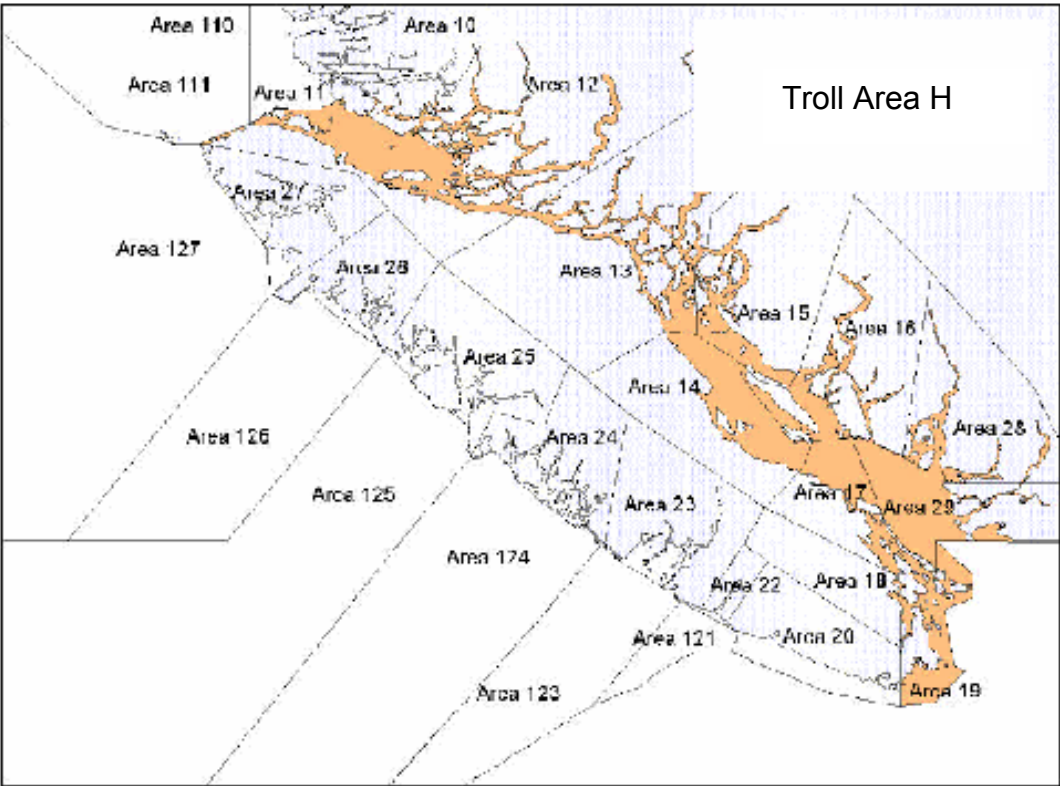 Area 110
Area 10
Area 111
Area 11
Area 12
Troll Area H
Area 27
Area 127
Area 26
Area 13
Area 15
Area 16
Area 25
Area 14
Area 126
Area 24
Area 28
Area 125
Area 17
Area 23
Area 29
Area 124
Area 22
Area 18
Area 121
Area 20
Area 123
Area 19